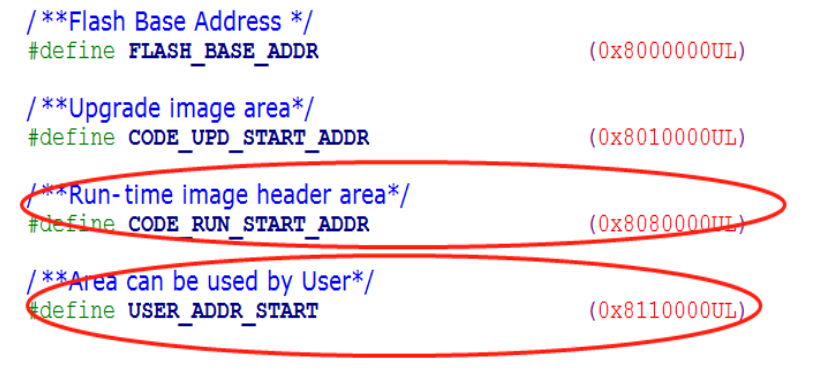 /**Flash Base Address */
#define FLASH_BASE_ADDR (0x8000000UL)
/**Upgrade image area*/
#define CODE_UPD_START_ADDR (0x8010000UL)
/**Run-time image header area*/
#define CODE_RUN_START_ADDR (0x8080000UL)
/**Area can be used by User*/
#define USER_ADDR_START (0x8110000UL)